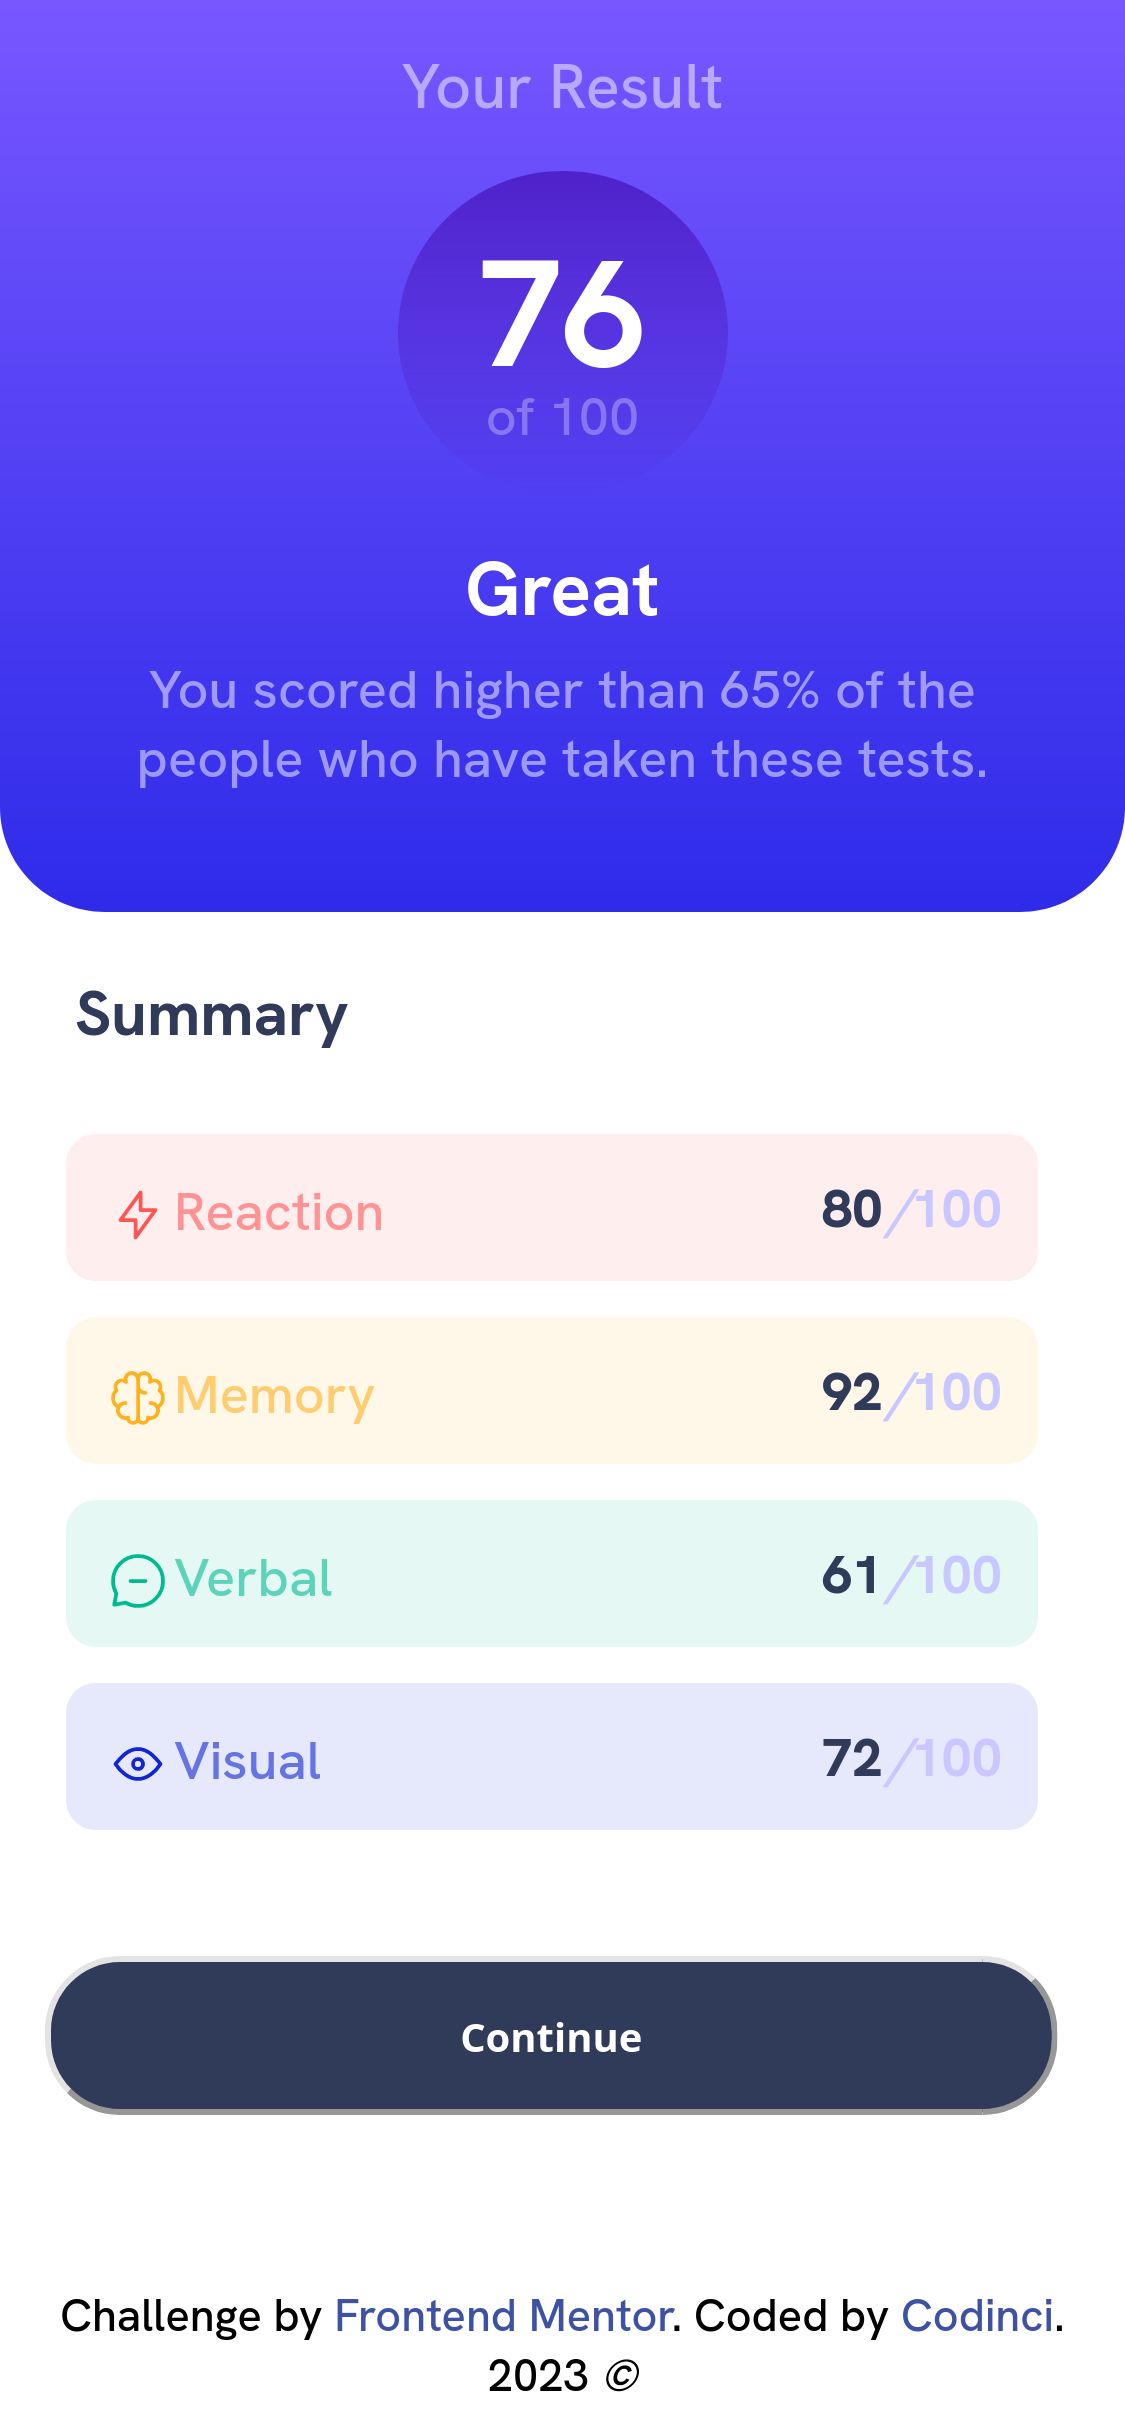 Your Result
76
of 100
Great
You scored higher than 65% of the
people who have taken these tests.
Summary
Reaction 80 /100
Memory 92 /100
Verbal 61 /100
Visual 72 /100
Continue
Challenge by Frontend Mentor. Coded by Codinci.
2023 ©